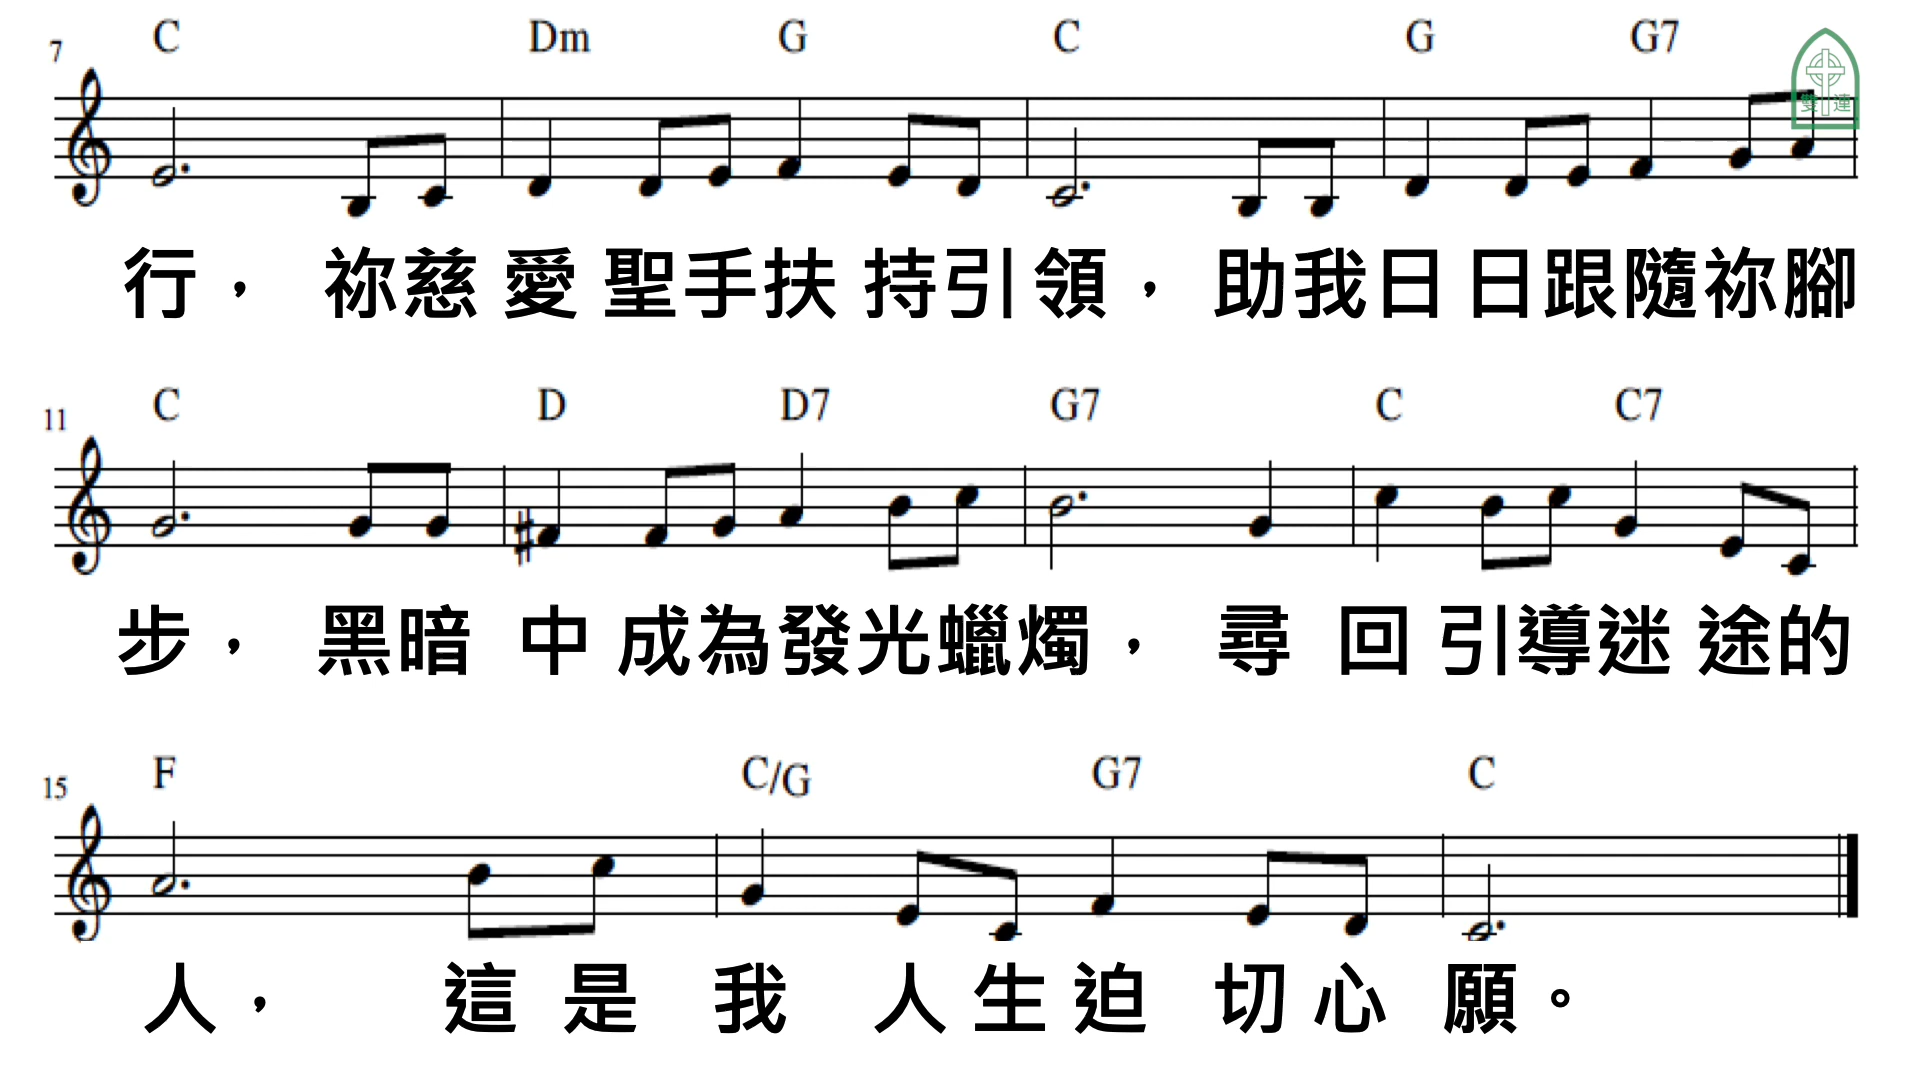 7 C Dm G C G G7
雙連
行， 祢慈 愛 聖手扶 持引 領， 助我日 日跟隨祢腳
11 C D D7 G7 C C7
步， 黑暗 中 成為發光蠟燭， 尋 回 引導迷 途的
15 F C/G G7 C
人， 這 是 我 人 生 迫 切 心 願。